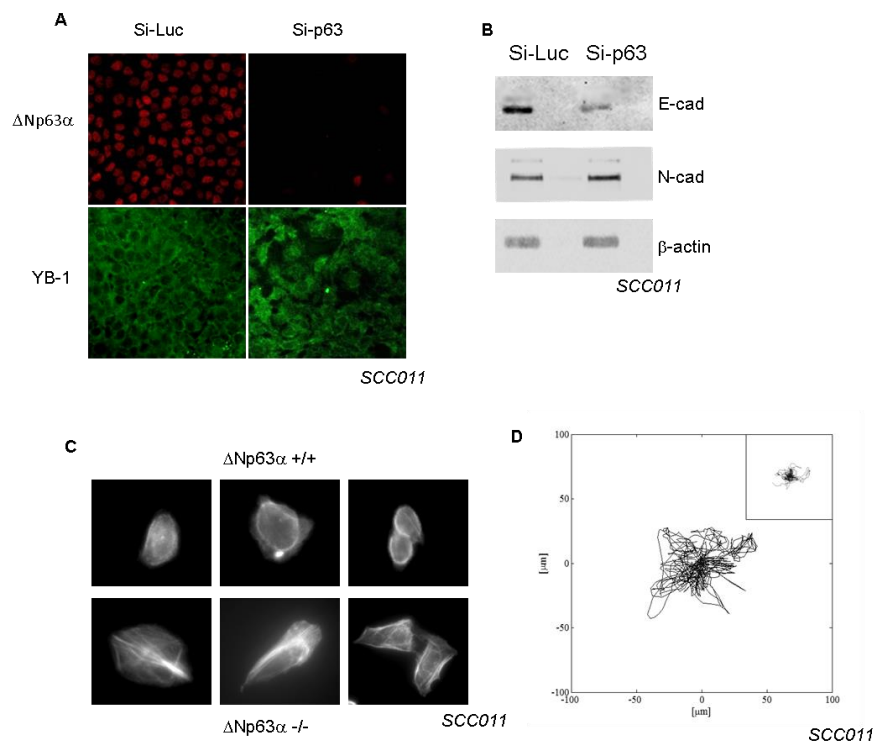 A
Si-Luc Si-p63
ΔNp63α
YB-1
SCC011
B
Si-Luc Si-p63
E-cad
N-cad
β-actin
SCC011
C
ΔNp63α +/+
ΔNp63α -/-
SCC011
D
100
50
0
-50
-100
[μm]
-100 -50 0 50 100
[μm]
SCC011